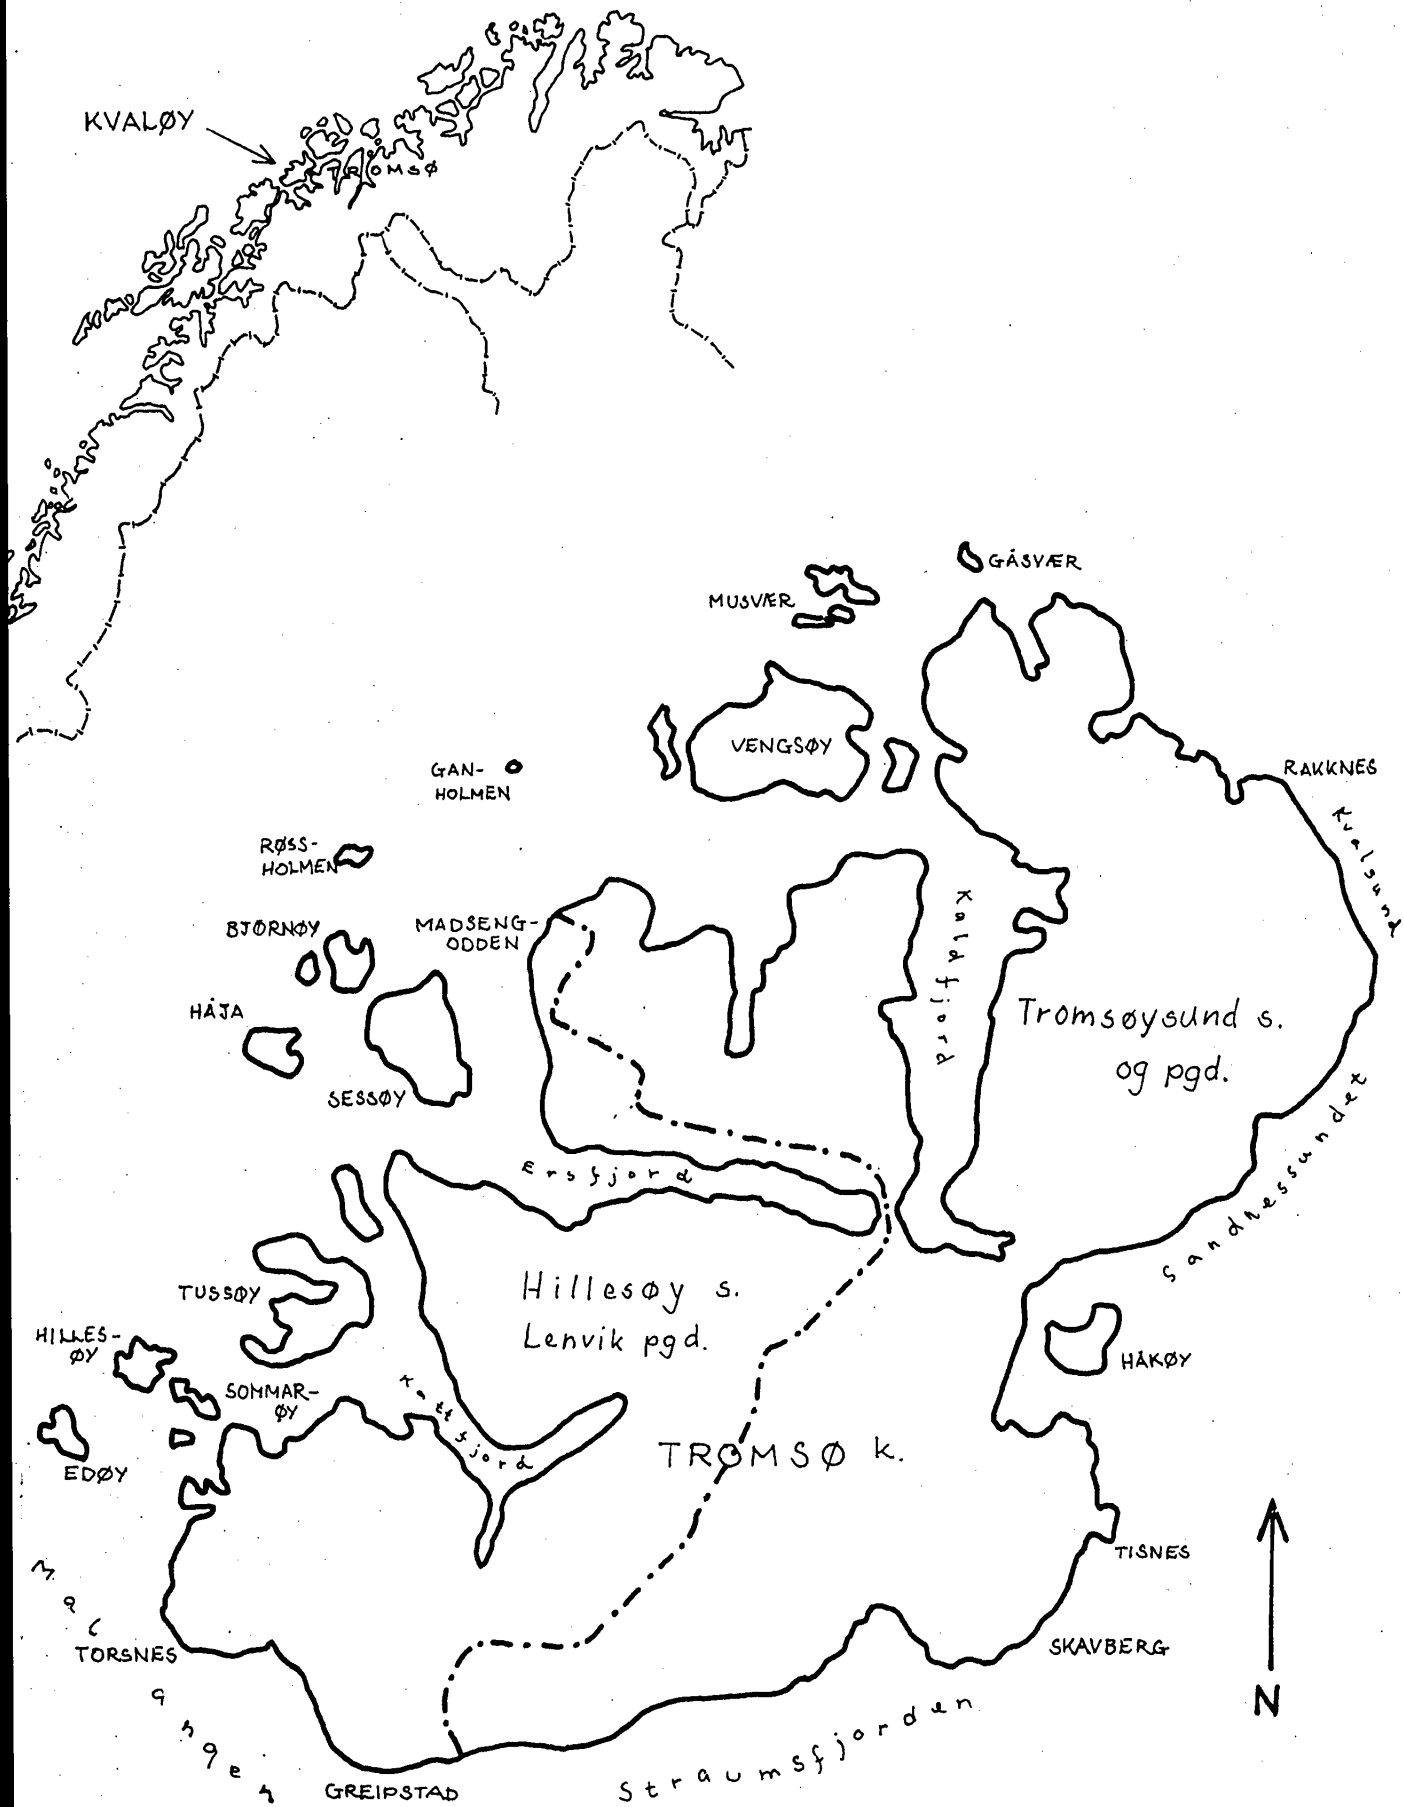 KVALØY
TROMSØ
GÅSVÆR
MUSVÆR
VENGSØY
GAN-
HOLMEN
RAKKNES
Kvalsund
RØSS-
HOLMEN
BJØRNØY
MADSENG-
ODDEN
Kaldfjord
HÅJA
SESSØY
Tromsøysund s.
og pgd.
Sandnessundet
Ersfjord
TUSSØY
Hillesøy s.
Lenvik pgd.
HILLES-
ØY
SOMMAR-
ØY
HÅKØY
Kattfjord
EDØY
TROMSØ k.
TISNES
Malangen
TORSNES
SKAVBERG
N
Straumsfjorden
GREIPSTAD